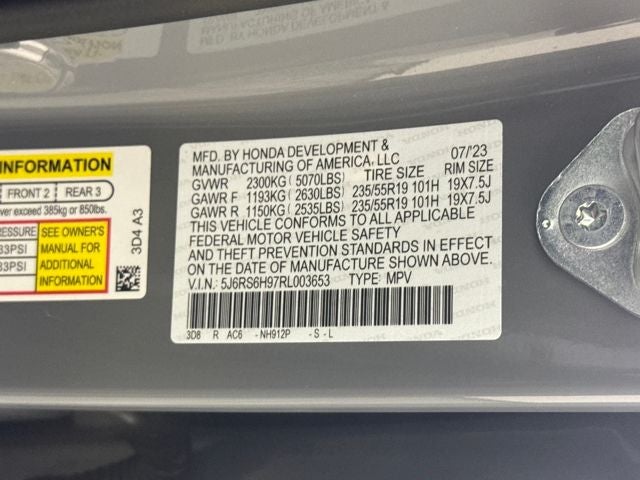 INFORMATION
FRONT 2 REAR 3
ver exceed 385kg or 850lbs.
RESSURE SEE OWNER'S
33PSI MANUAL FOR
33PSI ADDITIONAL
INFORMATION
3D4 A3
MFD. BY HONDA DEVELOPMENT & 07/'23
MANUFACTURING OF AMERICA, LLC
GVWR 2300KG(5070LBS) TIRE SIZE RIM SIZE
GAWR F 1193KG(2630LBS) 235/55R19 101H 19X7.5J
GAWR R 1150KG(2535LBS) 235/55R19 101H 19X7.5J
THIS VEHICLE CONFORMS TO ALL APPLICABLE
FEDERAL MOTOR VEHICLE SAFETY
AND THEFT PREVENTION STANDARDS IN EFFECT
ON THE DATE OF MANUFACTURE SHOWN ABOVE.
V.I.N.: 5J6RS6H97RL003653 TYPE: MPV
3D8 R AC6 -NH912P -S-L